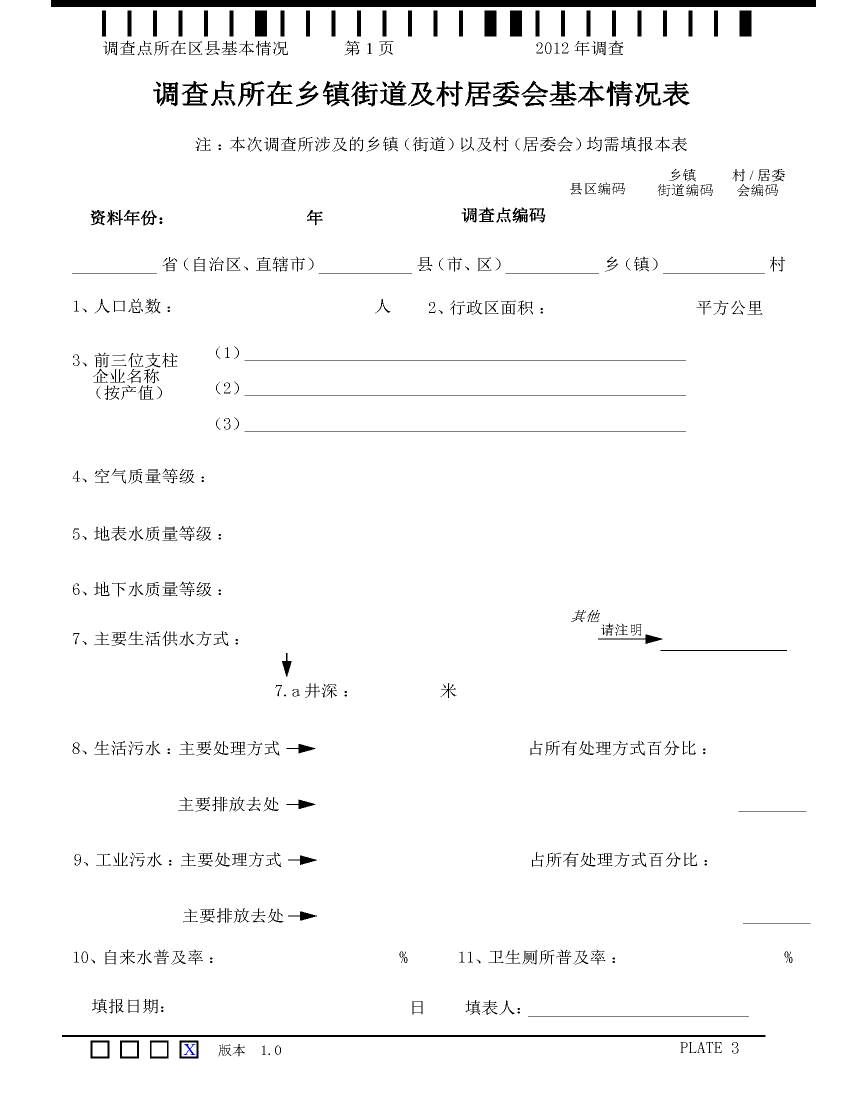 调查点所在区县基本情况 第 1 页 2012 年调查
调查点所在乡镇街道及村居委会基本情况表
注：本次调查所涉及的乡镇（街道）以及村（居委会）均需填报本表
县区编码 乡镇街道编码 村/居委会编码
资料年份： 年 调查点编码
__________ 省（自治区、直辖市）___________ 县（市、区）___________ 乡（镇）____________ 村
1、人口总数： 人 2、行政区面积： 平方公里
3、前三位支柱企业名称（按产值）
（1）
（2）
（3）
4、空气质量等级：
5、地表水质量等级：
6、地下水质量等级：
7、主要生活供水方式： 其他 请注明
7.a 井深： 米
8、生活污水：主要处理方式 占所有处理方式百分比：
主要排放去处
9、工业污水：主要处理方式 占所有处理方式百分比：
主要排放去处
10、自来水普及率： % 11、卫生厕所普及率： %
填报日期： 日 填表人：
X 版本 1.0 PLATE 3